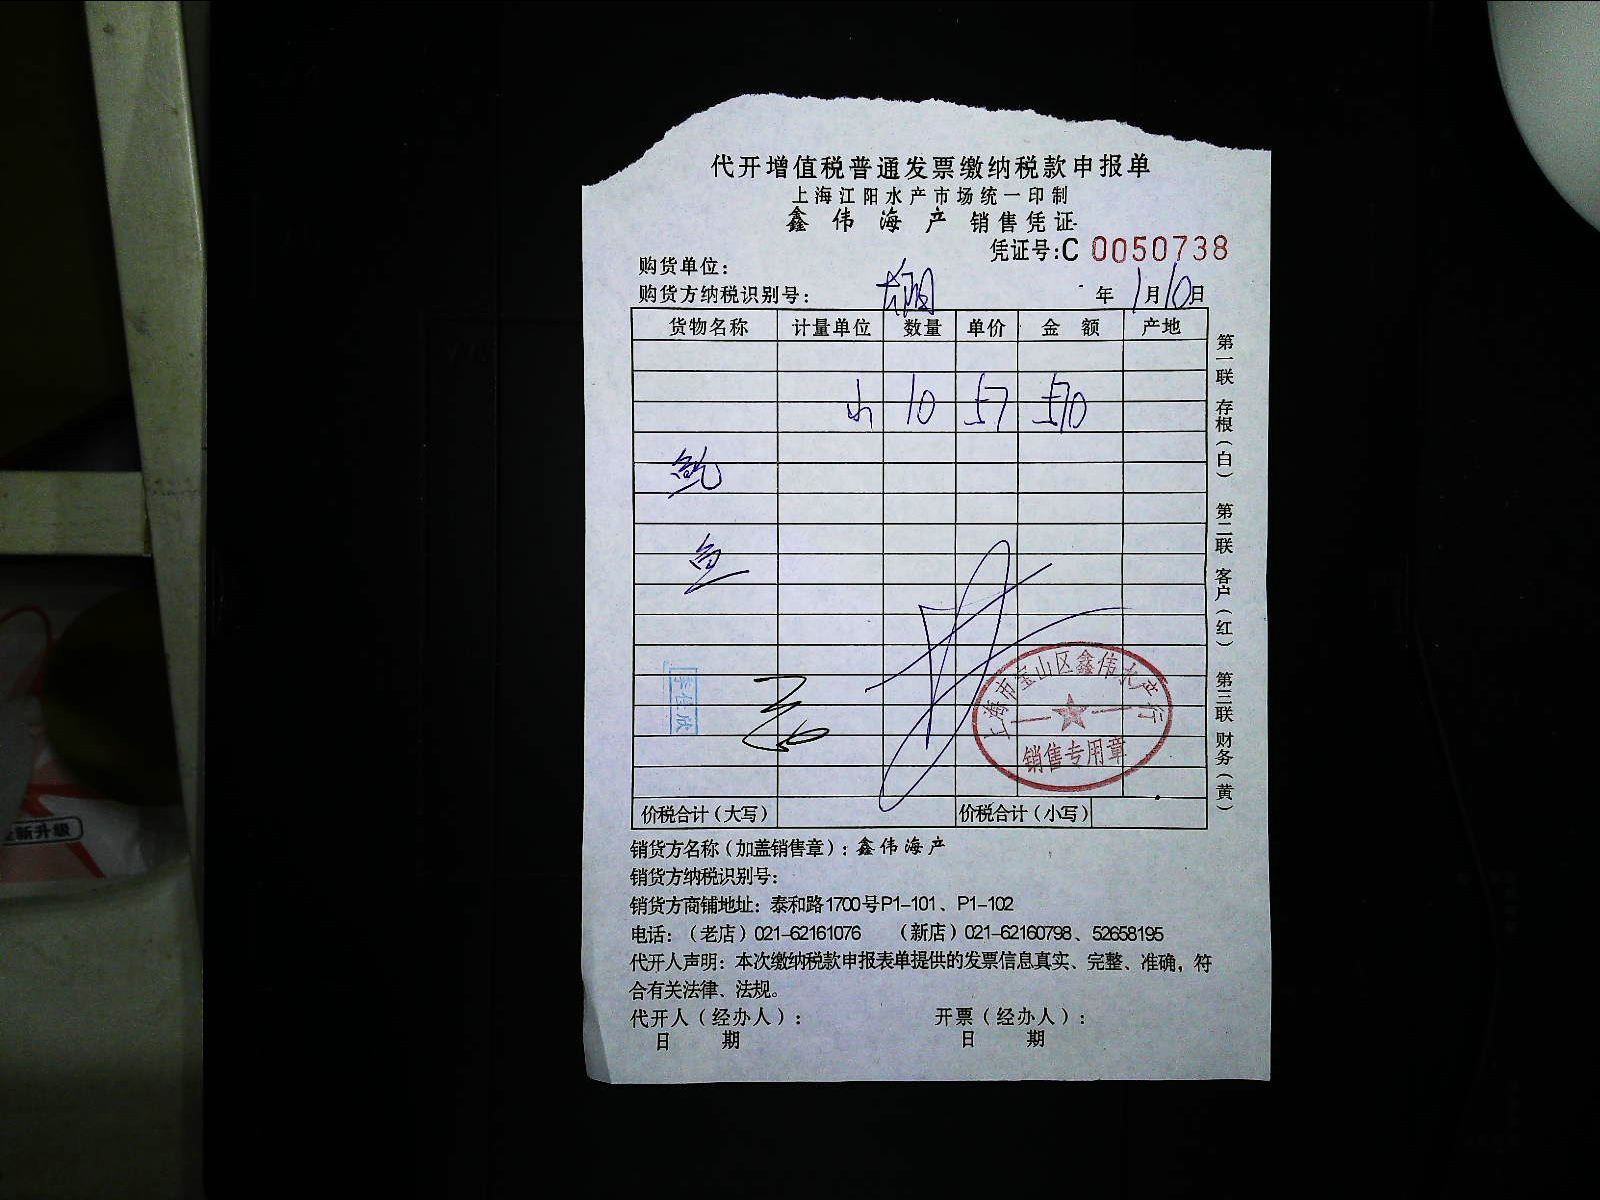 代开增值税普通发票缴纳税款申报单
上海江阳水产市场统一印制
鑫伟海产 销售凭证
凭证号:C 0050738
购货单位:
购货方纳税识别号: 年 1月10日
货物名称 计量单位 数量 单价 金额 产地
10 57 570
鲍
鱼
李佳欣
上海市宝山区鑫伟水产行
销售专用章
价税合计(大写) 价税合计(小写)
第一联 存根(白) 第二联 客户(红) 第三联 财务(黄)
销货方名称(加盖销售章):鑫伟海产
销货方纳税识别号:
销货方商铺地址:泰和路1700号P1-101、P1-102
电话:(老店)021-62161076 (新店)021-62160798、52658195
代开人声明:本次缴纳税款申报表单提供的发票信息真实、完整、准确,符
合有关法律、法规。
代开人(经办人): 开票(经办人):
日 期 日 期
全新升级